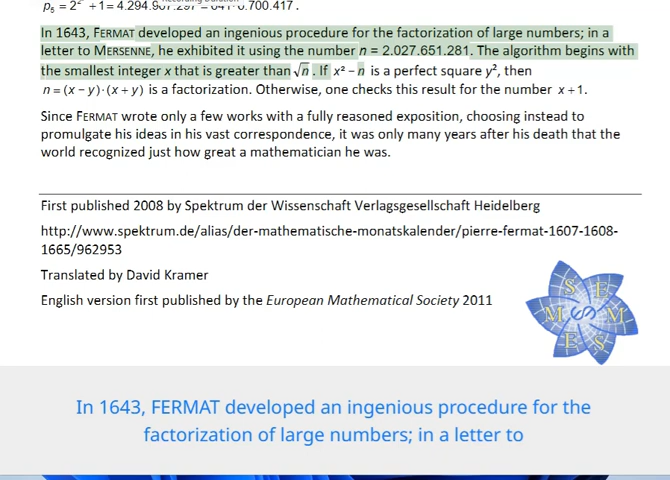 In 1643, FERMAT developed an ingenious procedure for the factorization of large numbers; in a
letter to MERSENNE, he exhibited it using the number n = 2.027.651.281. The algorithm begins with
the smallest integer x that is greater than √n. If x² − n is a perfect square y², then
n = (x − y)·(x + y) is a factorization. Otherwise, one checks this result for the number x + 1.
Since FERMAT wrote only a few works with a fully reasoned exposition, choosing instead to
promulgate his ideas in his vast correspondence, it was only many years after his death that the
world recognized just how great a mathematician he was.
First published 2008 by Spektrum der Wissenschaft Verlagsgesellschaft Heidelberg
http://www.spektrum.de/alias/der-mathematische-monatskalender/pierre-fermat-1607-1608-
1665/962953
Translated by David Kramer
English version first published by the European Mathematical Society 2011
S E
M M
E S
In 1643, FERMAT developed an ingenious procedure for the
factorization of large numbers; in a letter to